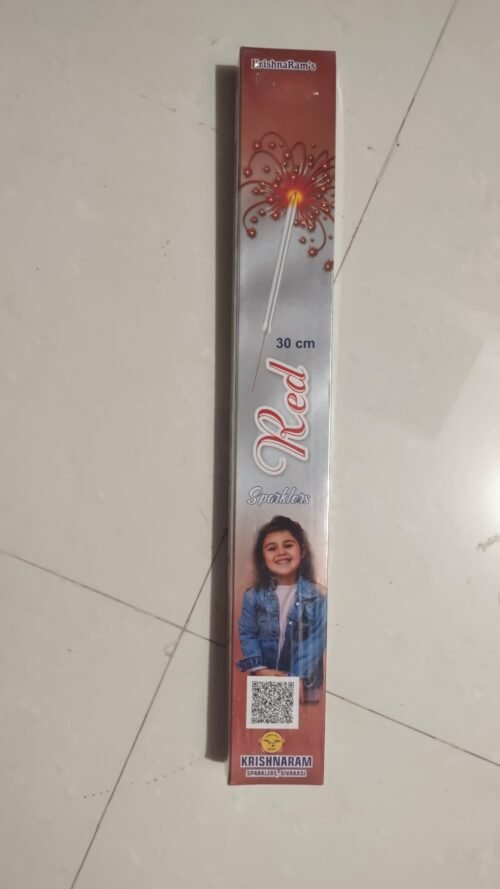 KrishnaRam's
30 cm
Red
Sparklers
KRISHNARAM
SPARKLERS, SIVAKASI